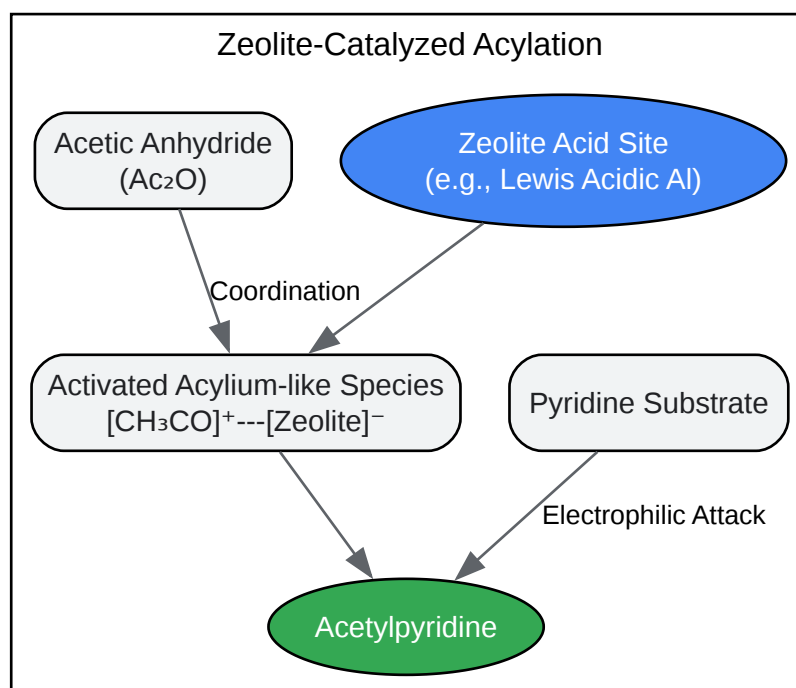 Zeolite-Catalyzed Acylation
Acetic Anhydride
(Ac₂O)
Zeolite Acid Site
(e.g., Lewis Acidic Al)
Coordination
Activated Acylium-like Species
[CH₃CO]⁺---[Zeolite]⁻
Pyridine Substrate
Electrophilic Attack
Acetylpyridine